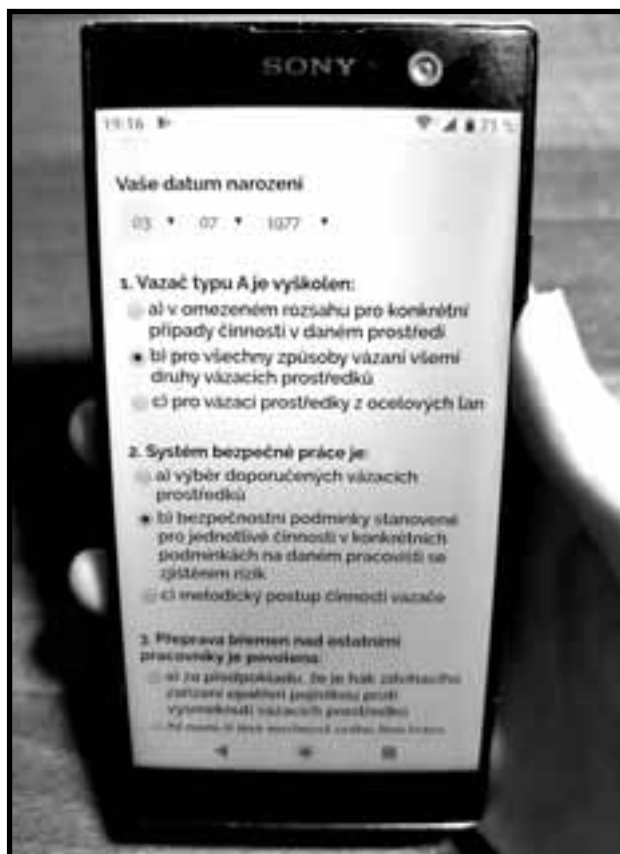 SONY
19:16 71 %
Vaše datum narození
03 07 1977
1. Vazač typu A je vyškolen:
a) v omezeném rozsahu pro konkrétní
případy činnosti v daném prostředí
b) pro všechny způsoby vázaní všemi
druhy vázacích prostředků
c) pro vázací prostředky z ocelových lan
2. Systém bezpečné práce je:
a) výběr doporučených vázacích
prostředků
b) bezpečnostní podmínky stanovené
pro jednotlivé činnosti v konkrétních
podmínkách na daném pracovišti se
zjištěním rizik
c) metodický postup činnosti vazače
3. Přeprava břemen nad ostatními
pracovníky je povolena:
a) za předpokladu, že je hák zdvihacího
zařízení opatřen pojistkou proti
vysmeknutí vázacích prostředků